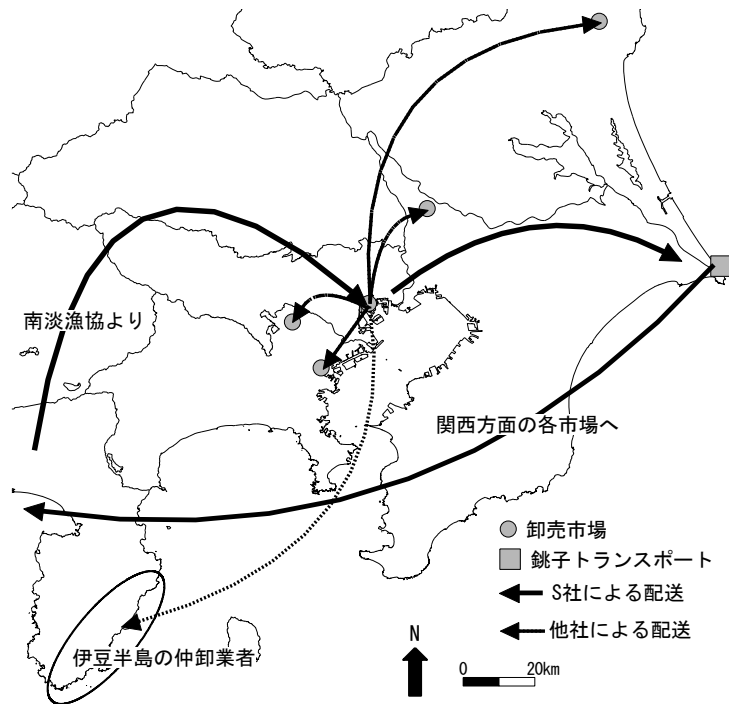 南淡漁協より
関西方面の各市場へ
卸売市場
銚子トランスポート
S社による配送
他社による配送
伊豆半島の仲卸業者
N
0 20km